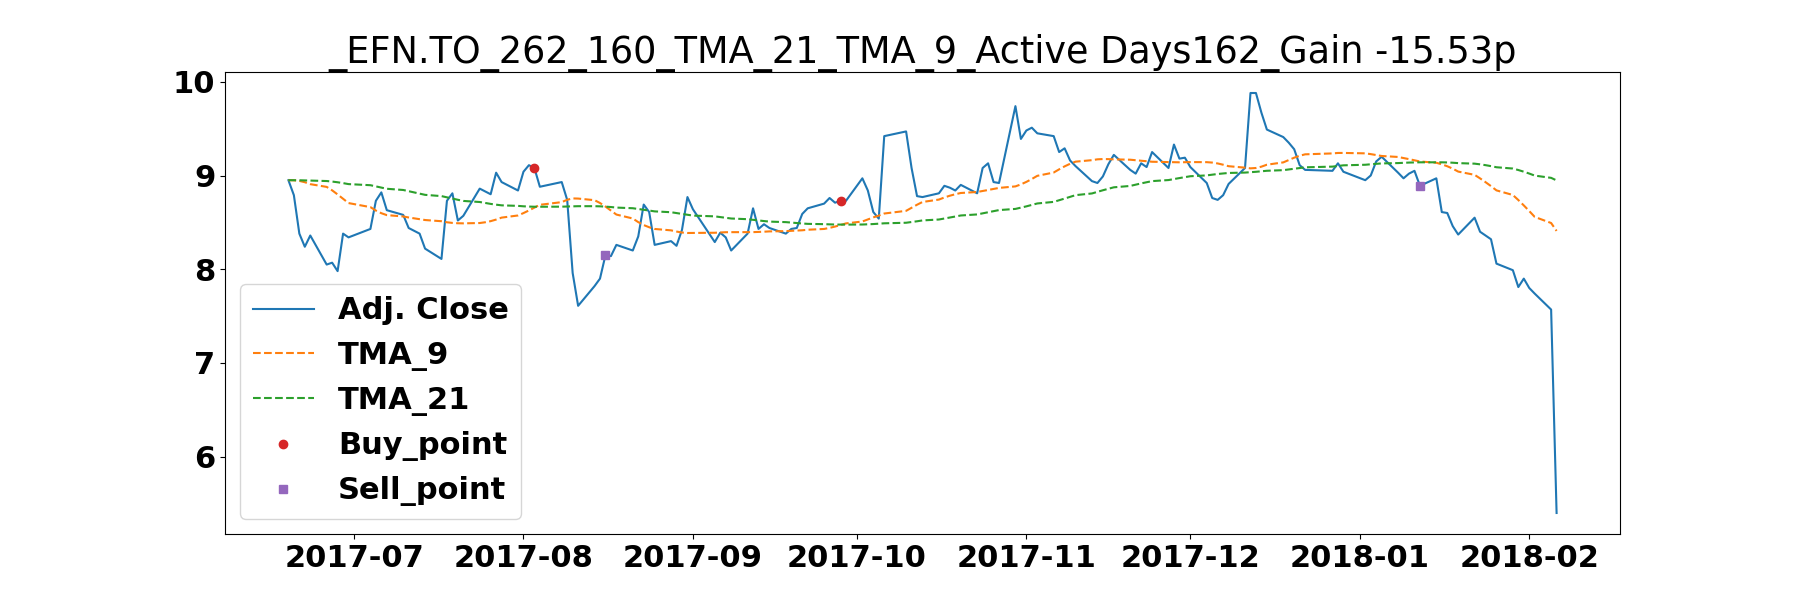 _EFN.TO_262_160_TMA_21_TMA_9_Active Days162_Gain -15.53p
10
9
8
7
6
Adj. Close
TMA_9
TMA_21
Buy_point
Sell_point
2017-07 2017-08 2017-09 2017-10 2017-11 2017-12 2018-01 2018-02